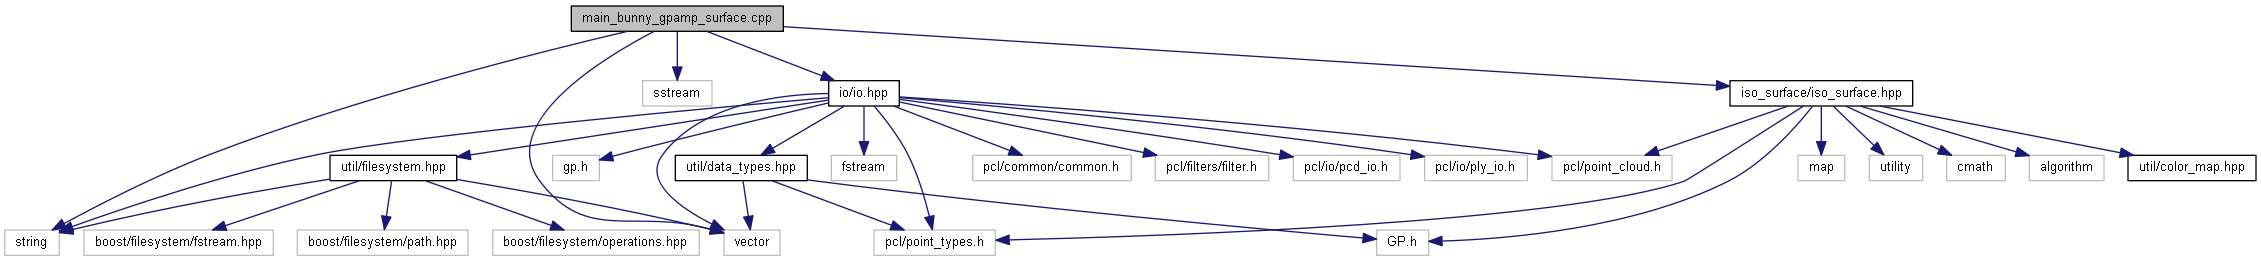 main_bunny_gpamp_surface.cpp
sstream
io/io.hpp
iso_surface/iso_surface.hpp
util/filesystem.hpp
gp.h
util/data_types.hpp
fstream
pcl/common/common.h
pcl/filters/filter.h
pcl/io/pcd_io.h
pcl/io/ply_io.h
pcl/point_cloud.h
map
utility
cmath
algorithm
util/color_map.hpp
string
boost/filesystem/fstream.hpp
boost/filesystem/path.hpp
boost/filesystem/operations.hpp
vector
pcl/point_types.h
GP.h